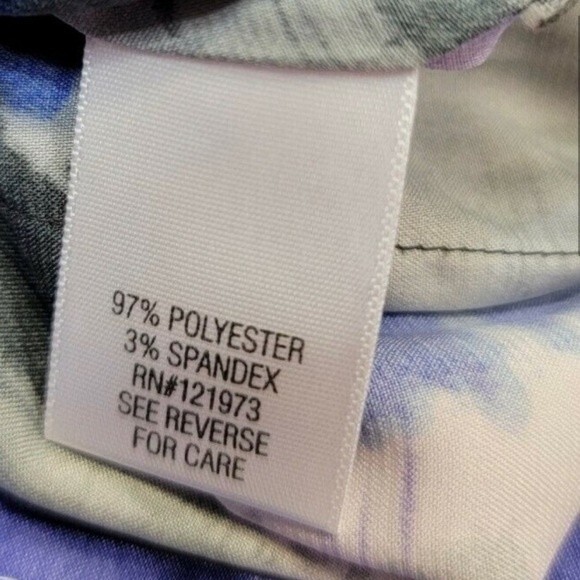 97% POLYESTER
3% SPANDEX
RN#121973
SEE REVERSE
FOR CARE